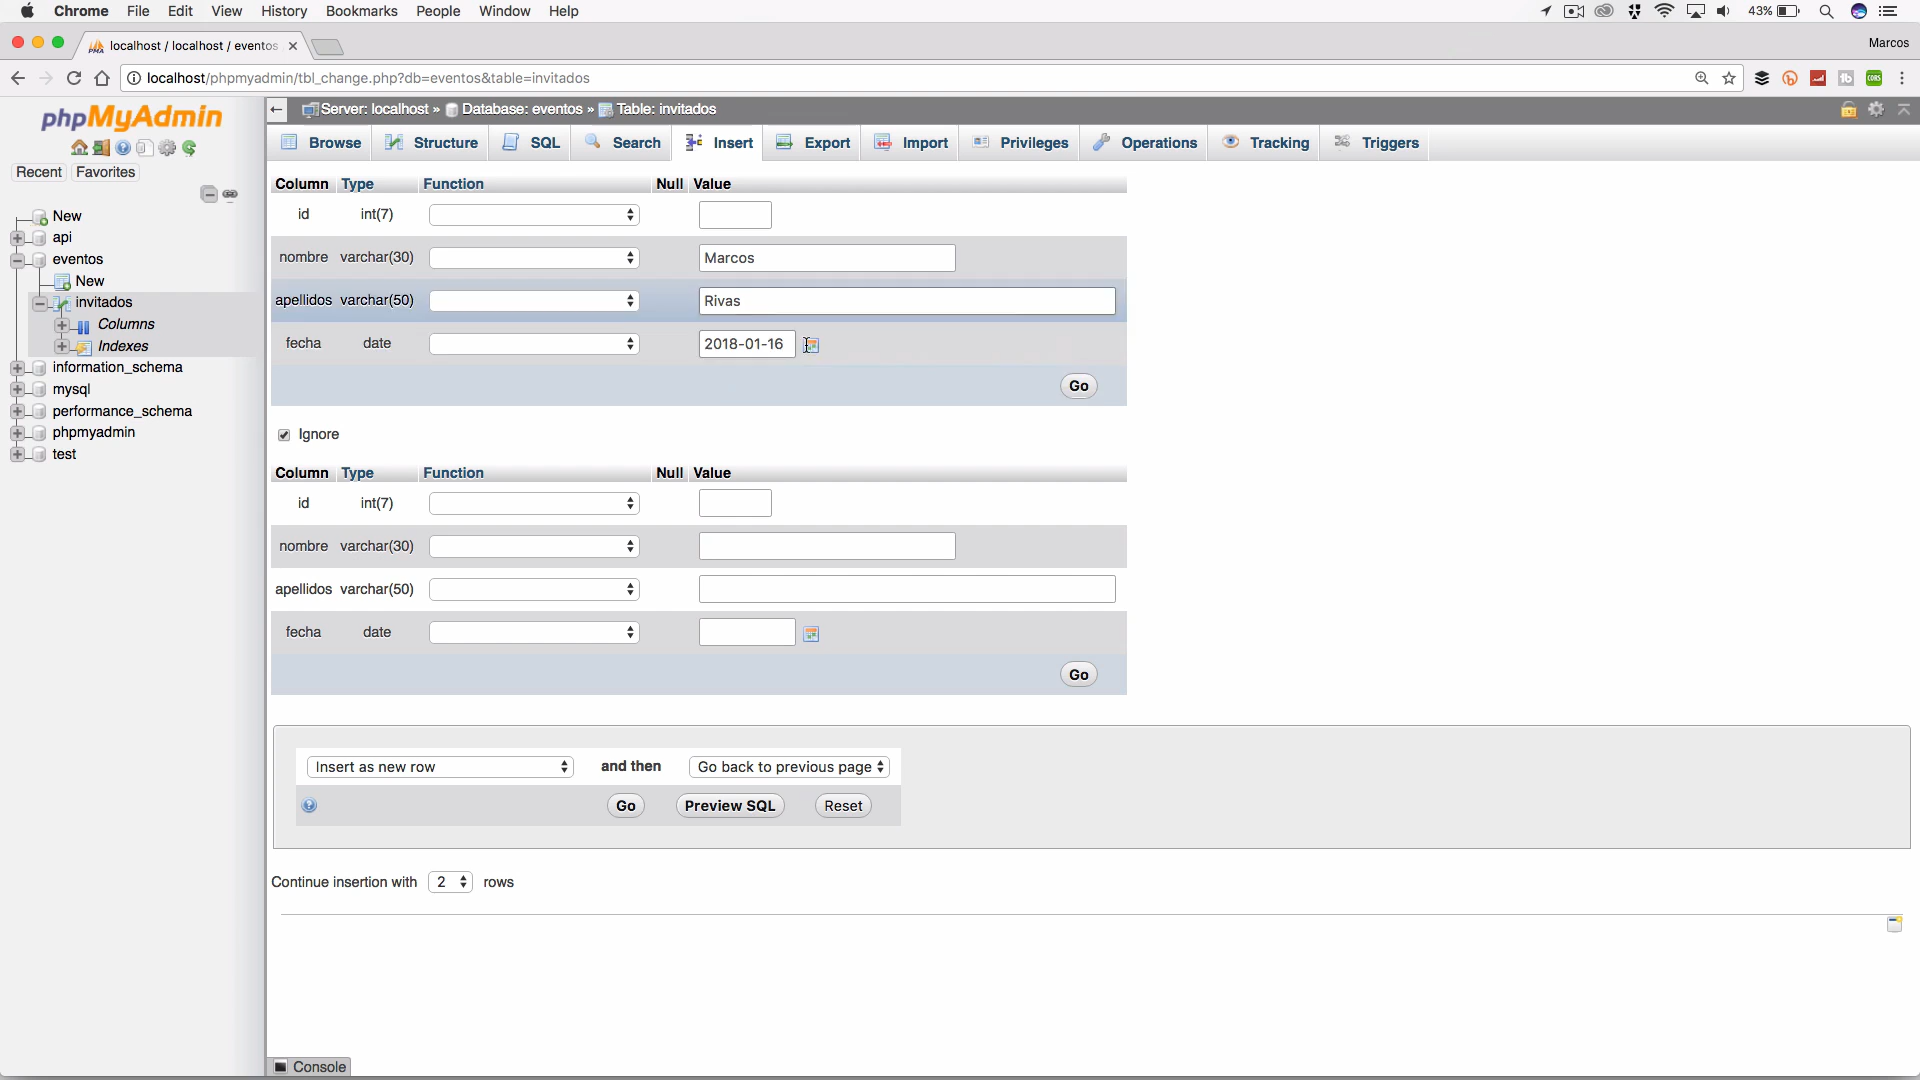 Chrome File Edit View History Bookmarks People Window Help 43%
localhost / localhost / eventos
Marcos
localhost/phpmyadmin/tbl_change.php?db=eventos&table=invitados
phpMyAdmin
Recent Favorites
New
api
eventos
New
invitados
Columns
Indexes
information_schema
mysql
performance_schema
phpmyadmin
test
Server: localhost » Database: eventos » Table: invitados
Browse Structure SQL Search Insert Export Import Privileges Operations Tracking Triggers
Column Type Function Null Value
id int(7)
nombre varchar(30) Marcos
apellidos varchar(50) Rivas
fecha date 2018-01-16
Go
Ignore
Column Type Function Null Value
id int(7)
nombre varchar(30)
apellidos varchar(50)
fecha date
Go
Insert as new row and then Go back to previous page
Go Preview SQL Reset
Continue insertion with 2 rows
Console